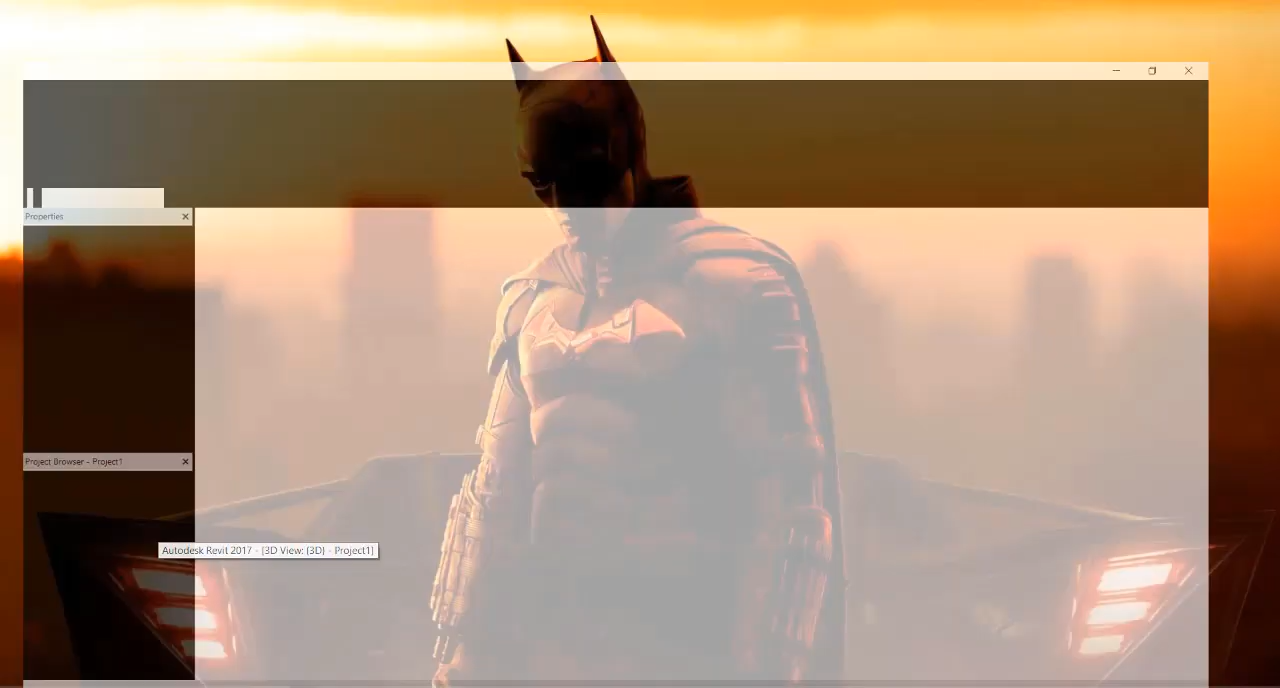 Properties
Project Browser - Project1
Autodesk Revit 2017 - [3D View: {3D} - Project1]